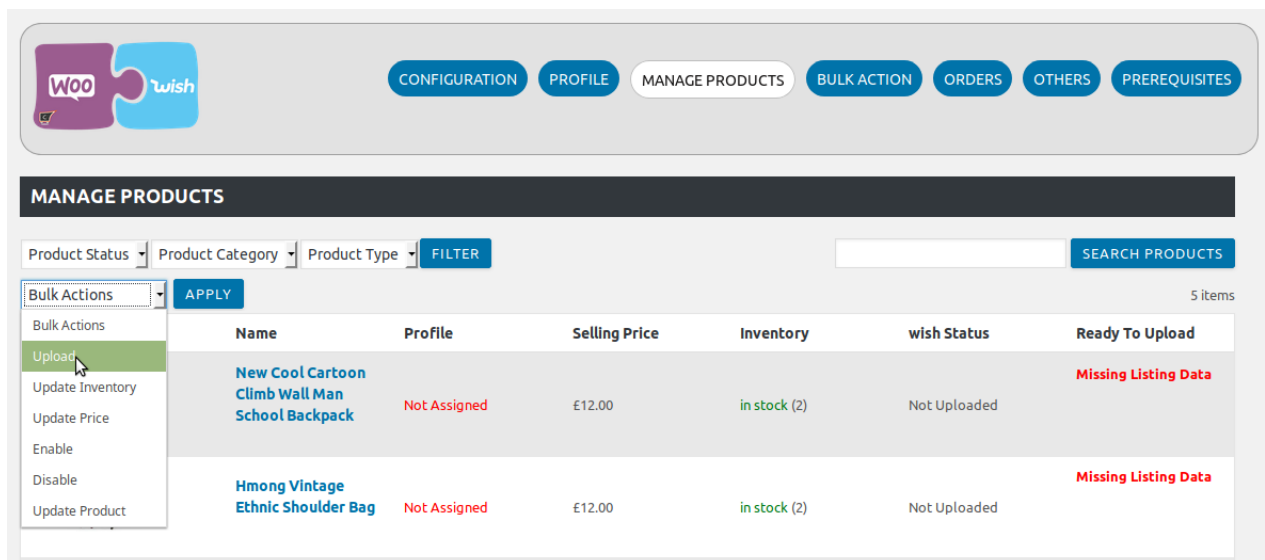 WOO wish
CONFIGURATION PROFILE MANAGE PRODUCTS BULK ACTION ORDERS OTHERS PREREQUISITES
MANAGE PRODUCTS
Product Status Product Category Product Type FILTER SEARCH PRODUCTS
Bulk Actions APPLY 5 items
Bulk Actions
Upload
Update Inventory
Update Price
Enable
Disable
Update Product
Name Profile Selling Price Inventory wish Status Ready To Upload
New Cool Cartoon
Climb Wall Man
School Backpack
Not Assigned £12.00 in stock (2) Not Uploaded
Missing Listing Data
Hmong Vintage
Ethnic Shoulder Bag
Not Assigned £12.00 in stock (2) Not Uploaded
Missing Listing Data